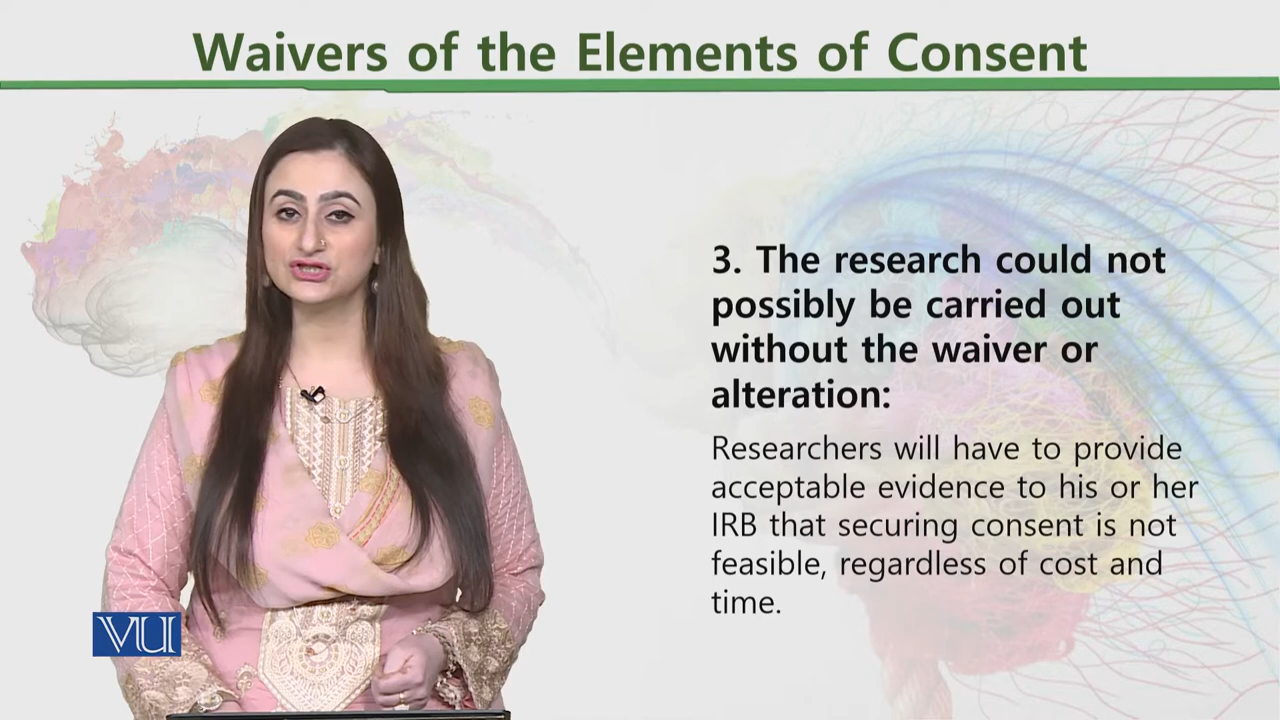 Waivers of the Elements of Consent
3. The research could not
possibly be carried out
without the waiver or
alteration:
Researchers will have to provide
acceptable evidence to his or her
IRB that securing consent is not
feasible, regardless of cost and
time.
VU